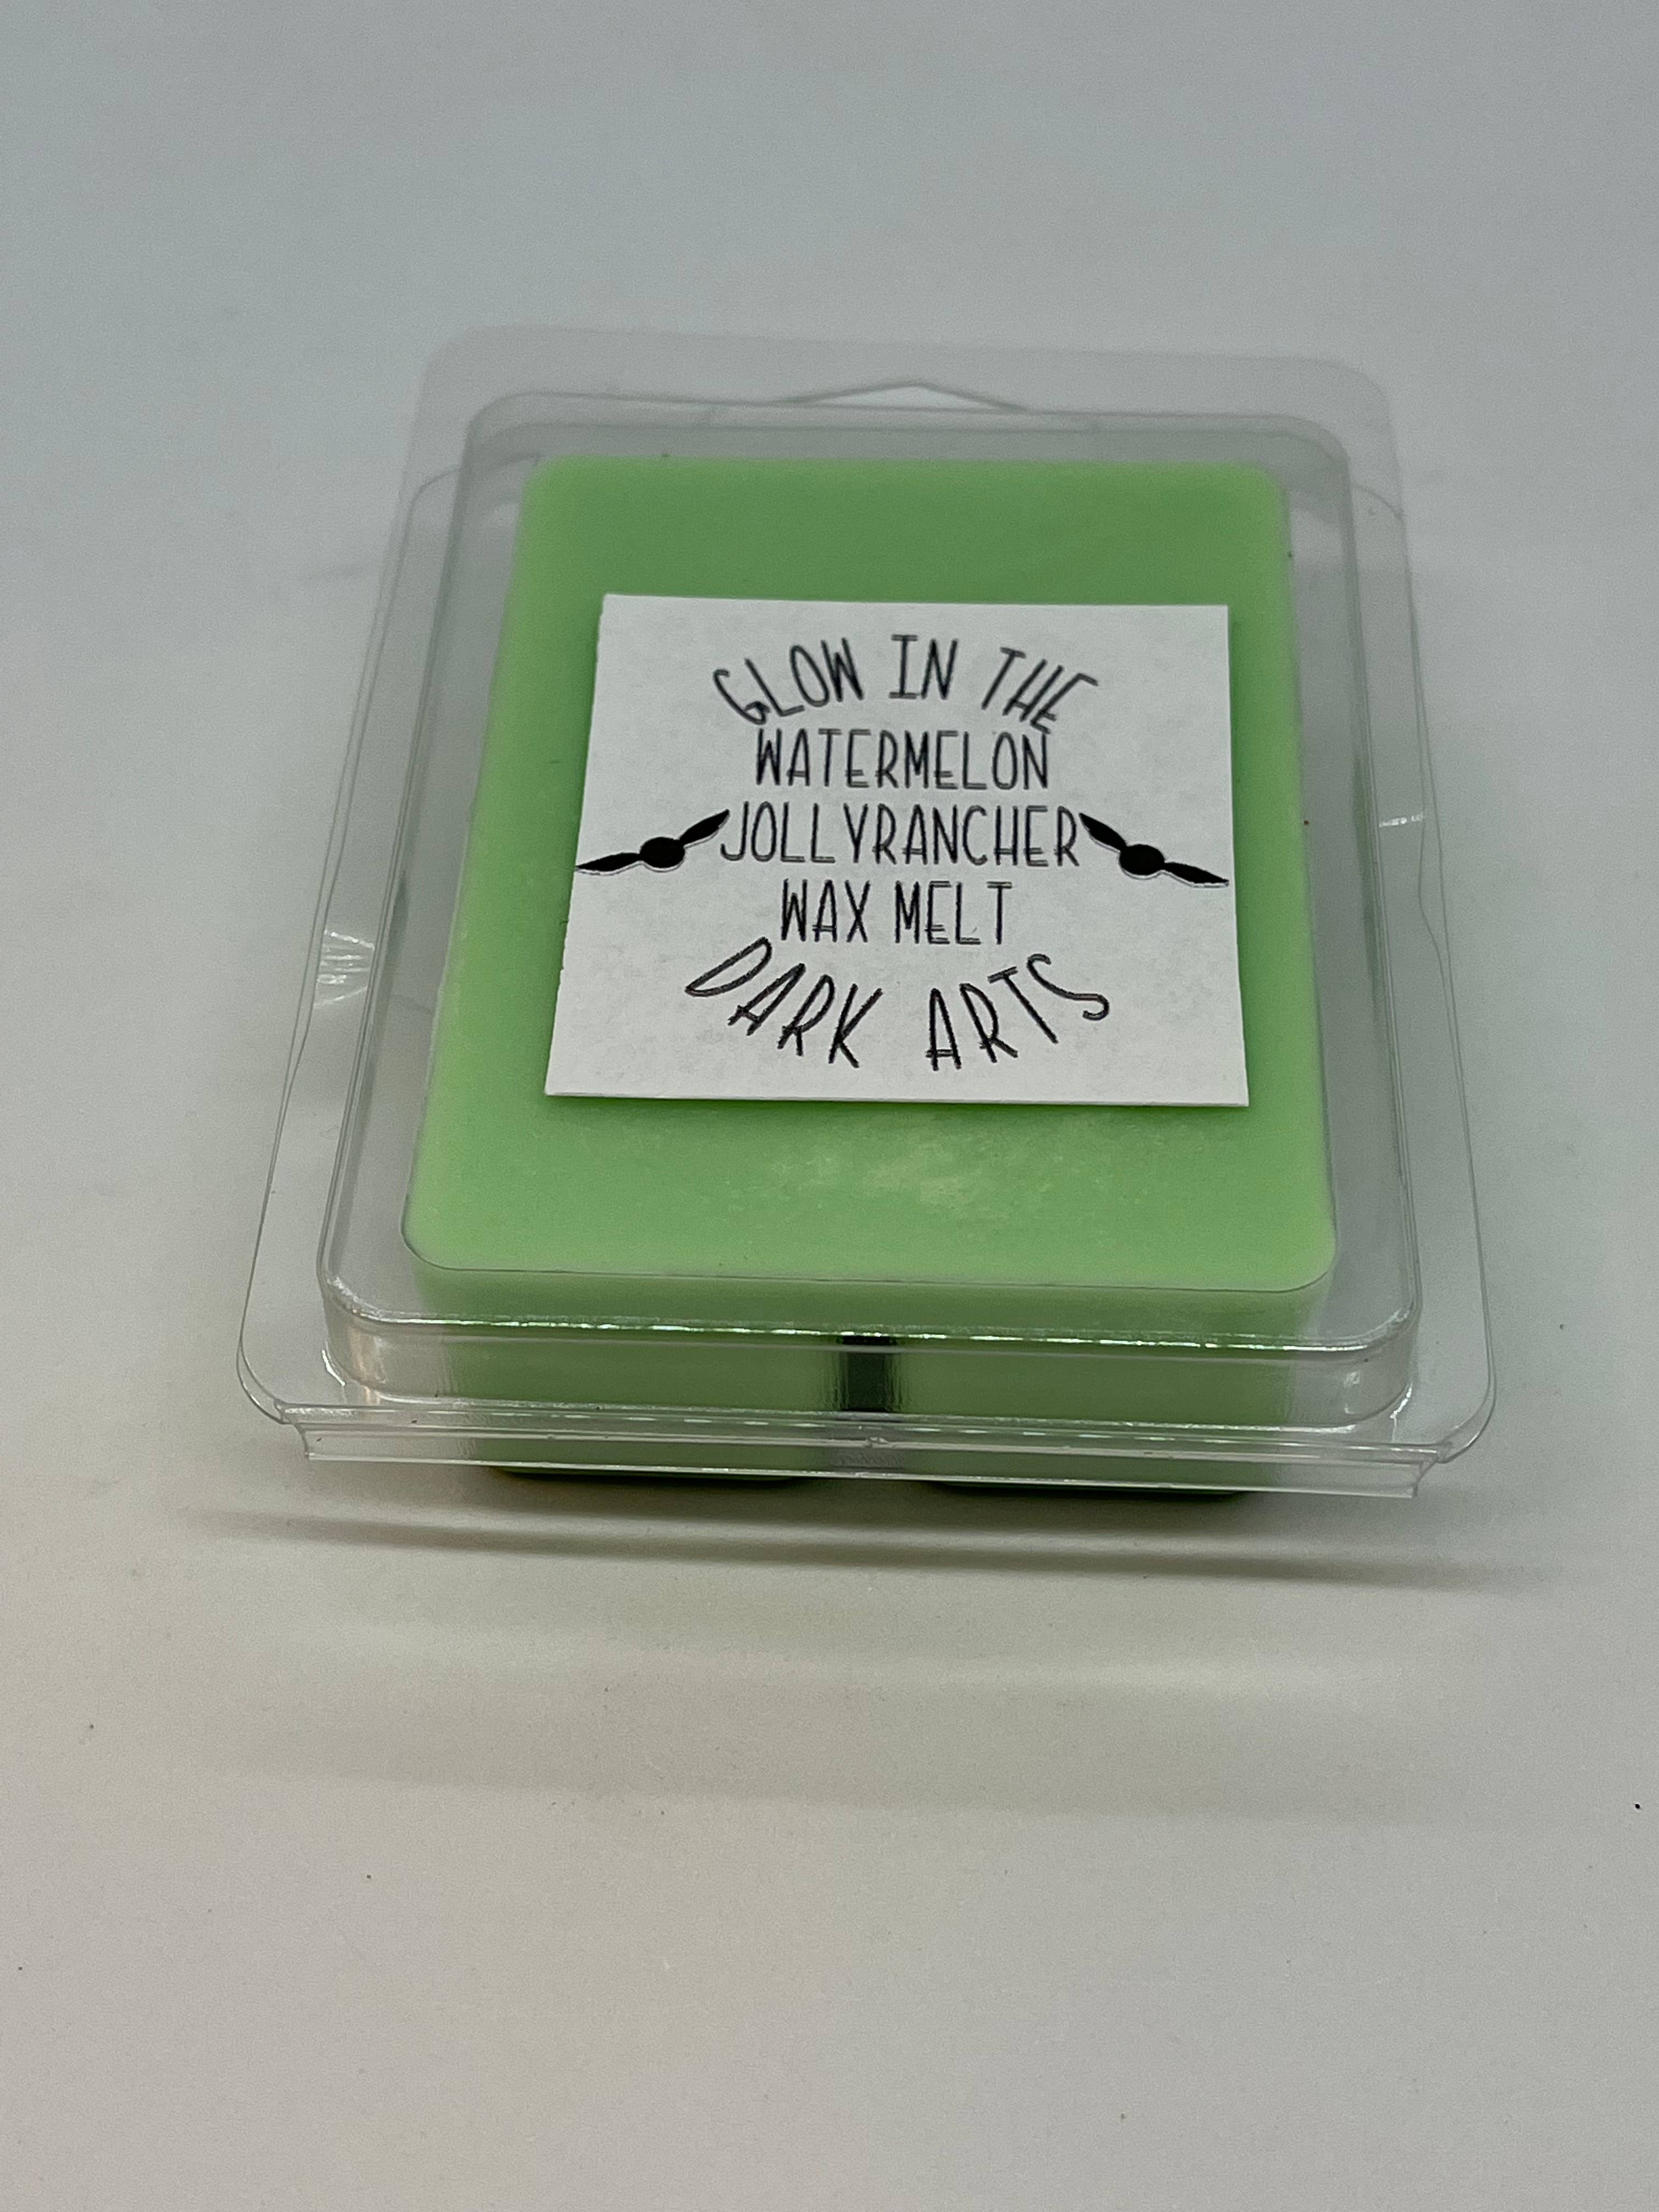 GLOW IN THE
WATERMELON
JOLLYRANCHER
WAX MELT
DARK ARTS